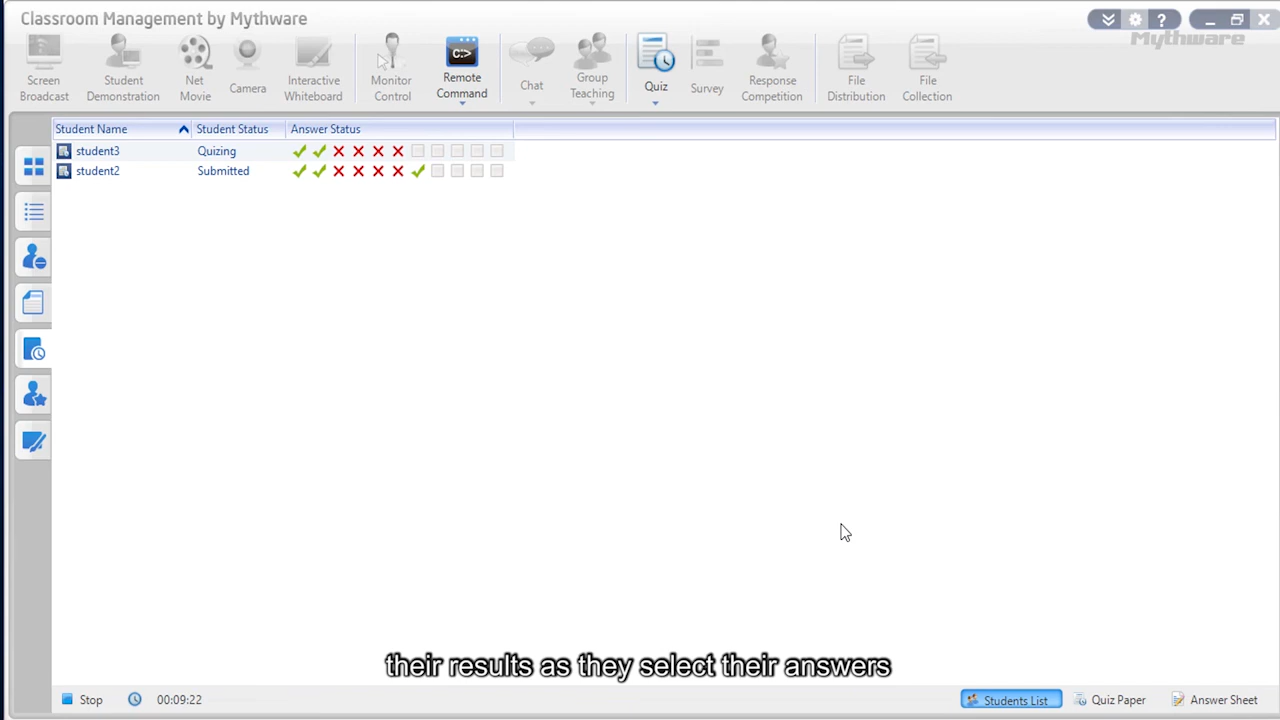 Classroom Management by Mythware
Mythware
Screen Broadcast
Student Demonstration
Net Movie
Camera
Interactive Whiteboard
Monitor Control
Remote Command
Chat
Group Teaching
Quiz
Survey
Response Competition
File Distribution
File Collection
Student Name Student Status Answer Status
student3 Quizing
student2 Submitted
their results as they select their answers
Stop 00:09:22 Students List Quiz Paper Answer Sheet